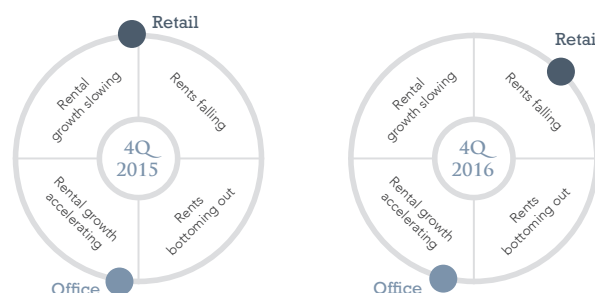 Retail
Rental
growth slowing
Rents falling
4Q
2015
Rental growth
accelerating
Rents
bottoming out
Office
Retai
Rental
growth slowing
Rents falling
4Q
2016
Rental growth
accelerating
Rents
bottoming out
Office